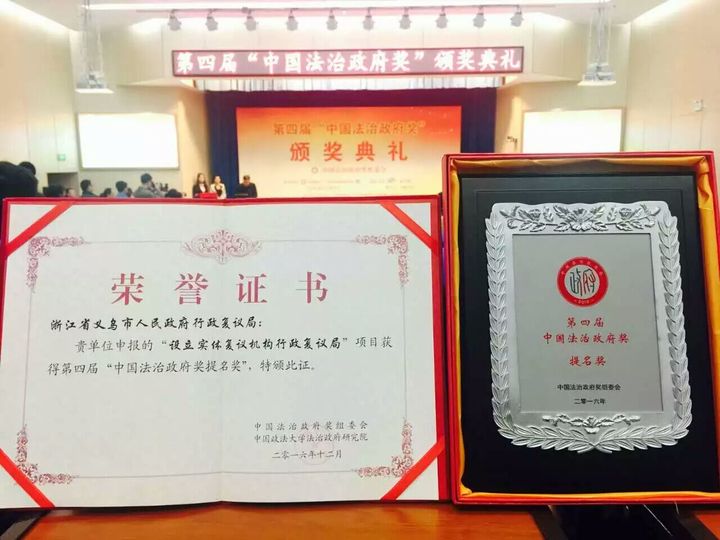 第四届“中国法治政府奖”颁奖典礼
第四届“中国法治政府奖”
颁奖典礼
荣誉证书
浙江省义乌市人民政府行政复议局：
贵单位申报的“设立实体复议机构行政复议局”项目获
得第四届“中国法治政府奖提名奖”，特颁此证。
中国法治政府奖组委会
中国政法大学法治政府研究院
二〇一六年十二月
第四届
中国法治政府奖
提名奖
中国法治政府奖组委会
二零一六年